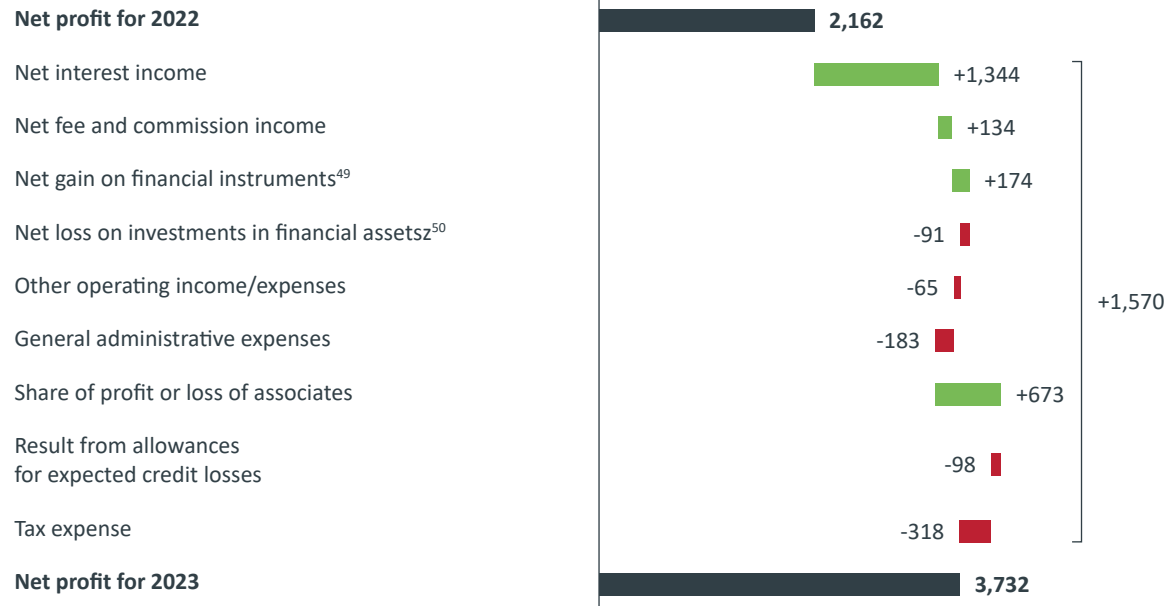 Net profit for 2022 2,162
Net interest income +1,344
Net fee and commission income +134
Net gain on financial instruments49 +174
Net loss on investments in financial assetsz50 -91
Other operating income/expenses -65
General administrative expenses -183
Share of profit or loss of associates +673
Result from allowances
for expected credit losses -98
Tax expense -318
+1,570
Net profit for 2023 3,732